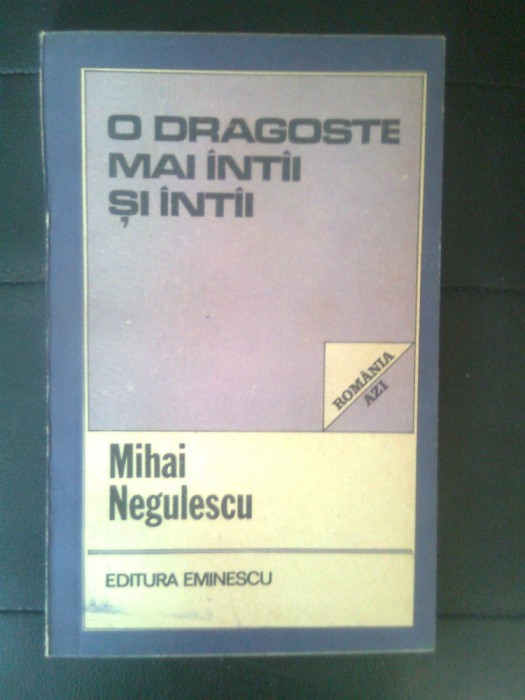 O DRAGOSTE
MAI ÎNTÎI
ȘI ÎNTÎI
ROMÂNIA
AZI
Mihai
Negulescu
EDITURA EMINESCU